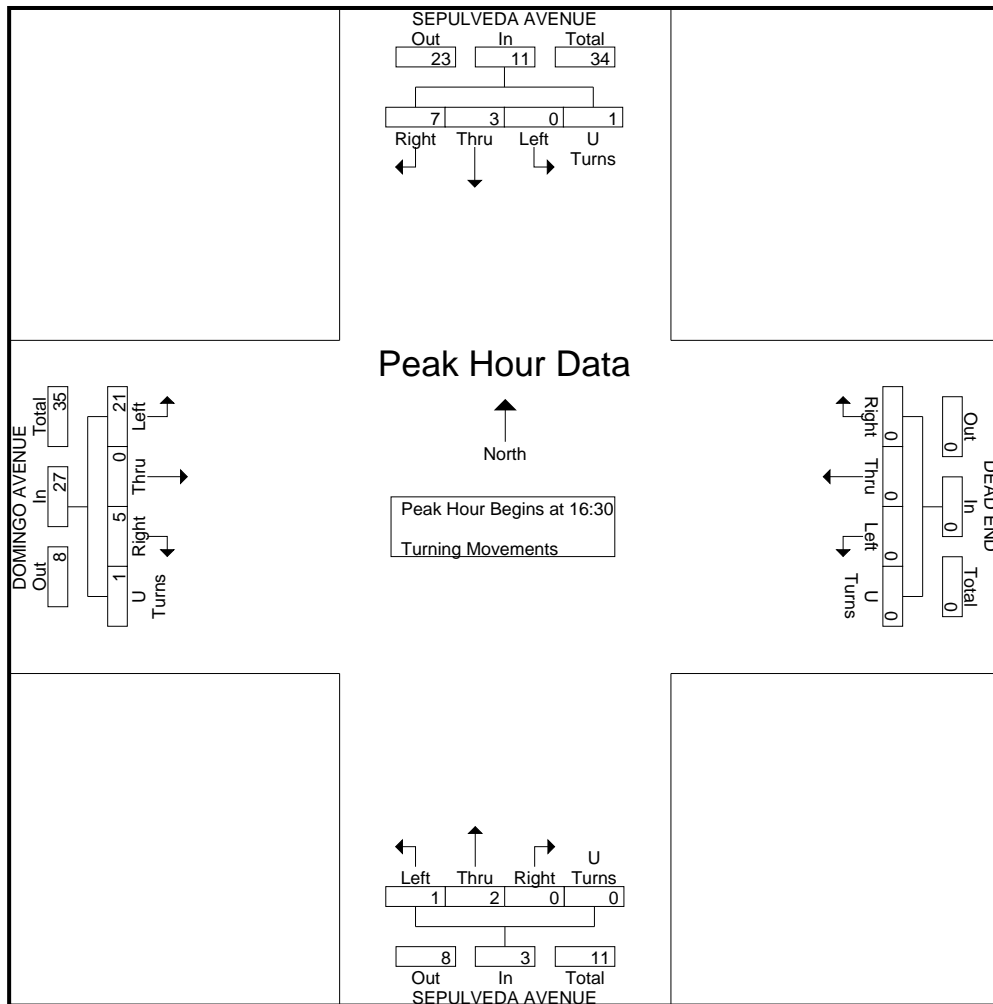 SEPULVEDA AVENUE
Out In Total
23 11 34
7 3 0 1
Right Thru Left U
Turns
Peak Hour Data
North
Peak Hour Begins at 16:30
Turning Movements
DOMINGO AVENUE
Out In Total
8 27 35
1 5 0 21
U Right Thru Left
Turns
DEAD END
Out In Total
0 0 0
0 0 0 0
Right Thru Left U
Turns
U
Left Thru Right Turns
1 2 0 0
8 3 11
Out In Total
SEPULVEDA AVENUE